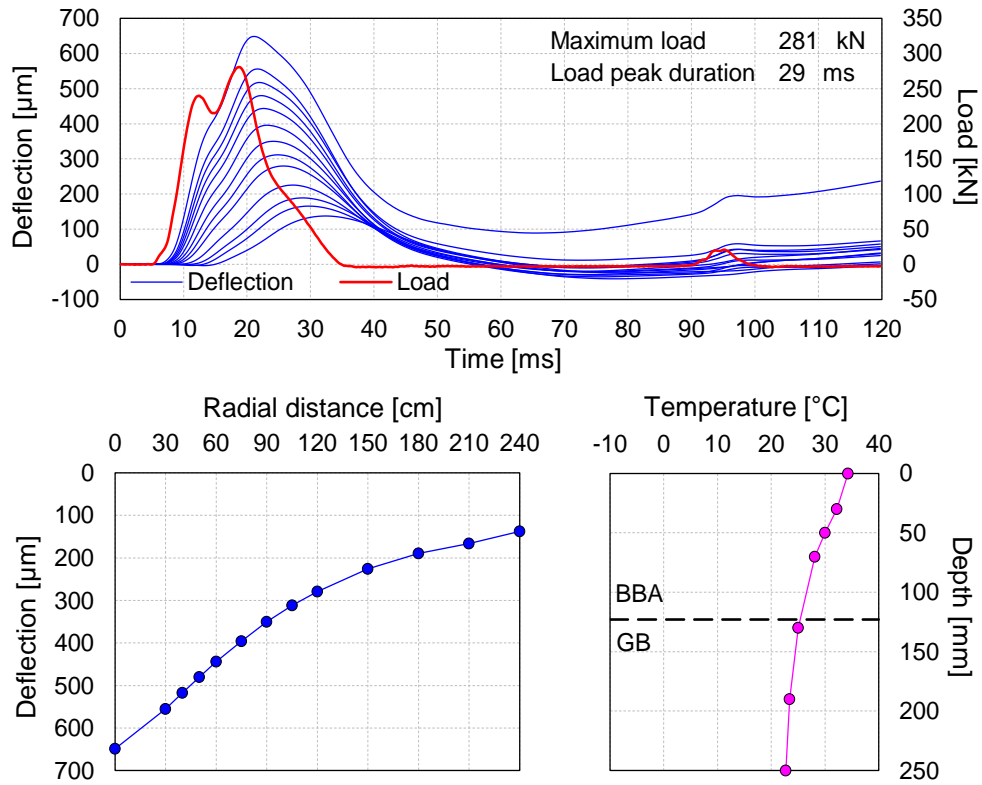 700
600
500
400
300
200
100
0
-100
Deflection [µm]
Maximum load 281 kN
Load peak duration 29 ms
Deflection
Load
350
300
250
200
150
100
50
0
-50
Load [kN]
0 10 20 30 40 50 60 70 80 90 100 110 120
Time [ms]
Radial distance [cm]
0 30 60 90 120 150 180 210 240
0
100
200
300
400
500
600
700
Deflection [µm]
Temperature [°C]
-10 0 10 20 30 40
BBA
GB
0
50
100
150
200
250
Depth [mm]